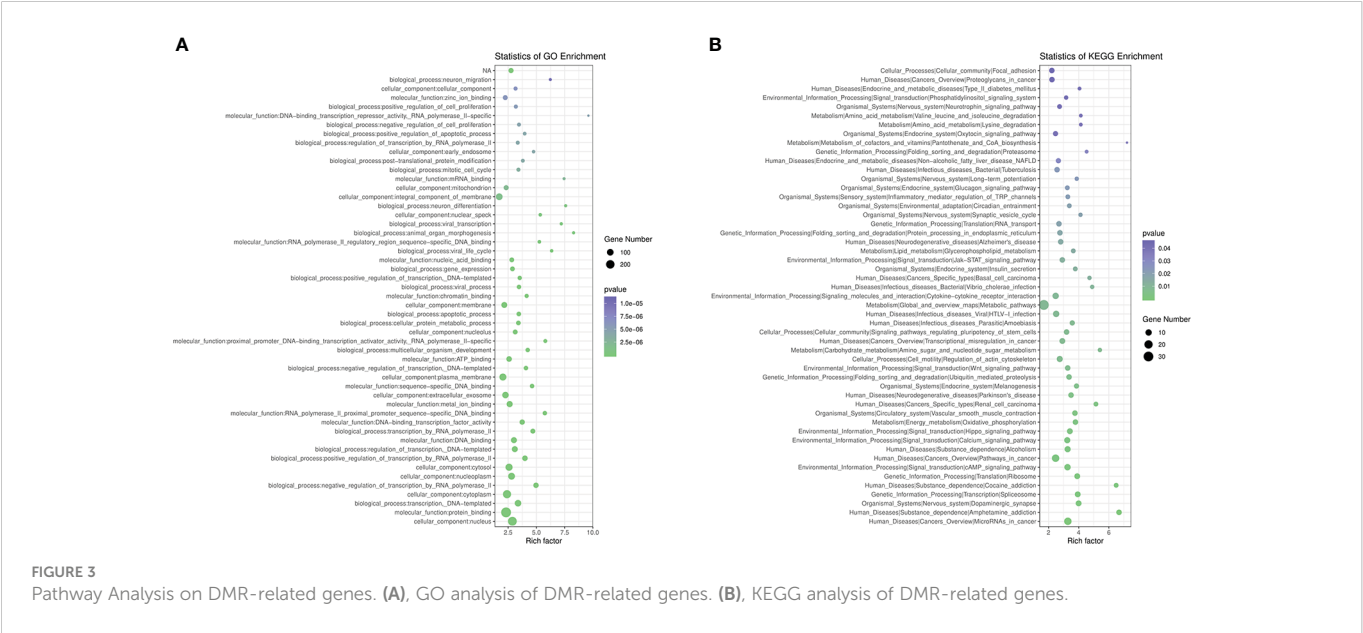 A
Statistics of GO Enrichment
NA
biological_process:neuron_migration
cellular_component:cellular_component
molecular_function:zinc_ion_binding
biological_process:positive_regulation_of_cell_proliferation
molecular_function:DNA−binding_transcription_repressor_activity,_RNA_polymerase_II−specific
biological_process:negative_regulation_of_cell_proliferation
biological_process:positive_regulation_of_apoptotic_process
biological_process:regulation_of_transcription_by_RNA_polymerase_II
cellular_component:early_endosome
biological_process:post−translational_protein_modification
biological_process:mitotic_cell_cycle
molecular_function:mRNA_binding
cellular_component:mitochondrion
cellular_component:integral_component_of_membrane
biological_process:neuron_differentiation
cellular_component:nuclear_speck
biological_process:viral_transcription
biological_process:animal_organ_morphogenesis
molecular_function:RNA_polymerase_II_regulatory_region_sequence−specific_DNA_binding
biological_process:viral_life_cycle
molecular_function:nucleic_acid_binding
biological_process:gene_expression
biological_process:positive_regulation_of_transcription,_DNA−templated
biological_process:viral_process
molecular_function:chromatin_binding
cellular_component:membrane
biological_process:apoptotic_process
biological_process:cellular_protein_metabolic_process
cellular_component:nucleolus
molecular_function:proximal_promoter_DNA−binding_transcription_activator_activity,_RNA_polymerase_II−specific
biological_process:multicellular_organism_development
molecular_function:ATP_binding
biological_process:negative_regulation_of_transcription,_DNA−templated
cellular_component:plasma_membrane
molecular_function:sequence−specific_DNA_binding
cellular_component:extracellular_exosome
molecular_function:metal_ion_binding
molecular_function:RNA_polymerase_II_proximal_promoter_sequence−specific_DNA_binding
molecular_function:DNA−binding_transcription_factor_activity
biological_process:transcription_by_RNA_polymerase_II
molecular_function:DNA_binding
biological_process:regulation_of_transcription,_DNA−templated
biological_process:positive_regulation_of_transcription_by_RNA_polymerase_II
cellular_component:cytosol
cellular_component:nucleoplasm
biological_process:negative_regulation_of_transcription_by_RNA_polymerase_II
cellular_component:cytoplasm
biological_process:transcription,_DNA−templated
molecular_function:protein_binding
cellular_component:nucleus
2.5 5.0 7.5 10.0
Rich factor
Gene Number
100
200
pvalue
1.0e−05
7.5e−06
5.0e−06
2.5e−06
B
Statistics of KEGG Enrichment
Cellular_Processes|Cellular_community|Focal_adhesion
Human_Diseases|Cancers_Overview|Proteoglycans_in_cancer
Human_Diseases|Endocrine_and_metabolic_diseases|Type_II_diabetes_mellitus
Environmental_Information_Processing|Signal_transduction|Phosphatidylinositol_signaling_system
Organismal_Systems|Nervous_system|Neurotrophin_signaling_pathway
Metabolism|Amino_acid_metabolism|Valine_leucine_and_isoleucine_degradation
Metabolism|Amino_acid_metabolism|Lysine_degradation
Organismal_Systems|Endocrine_system|Oxytocin_signaling_pathway
Metabolism|Metabolism_of_cofactors_and_vitamins|Pantothenate_and_CoA_biosynthesis
Genetic_Information_Processing|Folding_sorting_and_degradation|Proteasome
Human_Diseases|Endocrine_and_metabolic_diseases|Non−alcoholic_fatty_liver_disease_NAFLD
Human_Diseases|Infectious_diseases_Bacterial|Tuberculosis
Organismal_Systems|Nervous_system|Long−term_potentiation
Organismal_Systems|Endocrine_system|Glucagon_signaling_pathway
Organismal_Systems|Sensory_system|Inflammatory_mediator_regulation_of_TRP_channels
Organismal_Systems|Environmental_adaptation|Circadian_entrainment
Organismal_Systems|Nervous_system|Synaptic_vesicle_cycle
Genetic_Information_Processing|Translation|RNA_transport
Genetic_Information_Processing|Folding_sorting_and_degradation|Protein_processing_in_endoplasmic_reticulum
Human_Diseases|Neurodegenerative_diseases|Alzheimer's_disease
Metabolism|Lipid_metabolism|Glycerophospholipid_metabolism
Environmental_Information_Processing|Signal_transduction|Jak−STAT_signaling_pathway
Organismal_Systems|Endocrine_system|Insulin_secretion
Human_Diseases|Cancers_Specific_types|Basal_cell_carcinoma
Human_Diseases|Infectious_diseases_Bacterial|Vibrio_cholerae_infection
Environmental_Information_Processing|Signaling_molecules_and_interaction|Cytokine−cytokine_receptor_interaction
Metabolism|Global_and_overview_maps|Metabolic_pathways
Human_Diseases|Infectious_diseases_Viral|HTLV−I_infection
Human_Diseases|Infectious_diseases_Parasitic|Amoebiasis
Cellular_Processes|Cellular_community|Signaling_pathways_regulating_pluripotency_of_stem_cells
Human_Diseases|Cancers_Overview|Transcriptional_misregulation_in_cancer
Metabolism|Carbohydrate_metabolism|Amino_sugar_and_nucleotide_sugar_metabolism
Cellular_Processes|Cell_motility|Regulation_of_actin_cytoskeleton
Environmental_Information_Processing|Signal_transduction|Wnt_signaling_pathway
Genetic_Information_Processing|Folding_sorting_and_degradation|Ubiquitin_mediated_proteolysis
Organismal_Systems|Endocrine_system|Melanogenesis
Human_Diseases|Neurodegenerative_diseases|Parkinson's_disease
Human_Diseases|Cancers_Specific_types|Renal_cell_carcinoma
Organismal_Systems|Circulatory_system|Vascular_smooth_muscle_contraction
Metabolism|Energy_metabolism|Oxidative_phosphorylation
Environmental_Information_Processing|Signal_transduction|Hippo_signaling_pathway
Environmental_Information_Processing|Signal_transduction|Calcium_signaling_pathway
Human_Diseases|Substance_dependence|Alcoholism
Human_Diseases|Cancers_Overview|Pathways_in_cancer
Environmental_Information_Processing|Signal_transduction|cAMP_signaling_pathway
Genetic_Information_Processing|Translation|Ribosome
Human_Diseases|Substance_dependence|Cocaine_addiction
Genetic_Information_Processing|Transcription|Spliceosome
Organismal_Systems|Nervous_system|Dopaminergic_synapse
Human_Diseases|Substance_dependence|Amphetamine_addiction
Human_Diseases|Cancers_Overview|MicroRNAs_in_cancer
2 4 6
Rich factor
pvalue
0.04
0.03
0.02
0.01
Gene Number
10
20
30
FIGURE 3
Pathway Analysis on DMR-related genes. (A), GO analysis of DMR-related genes. (B), KEGG analysis of DMR-related genes.